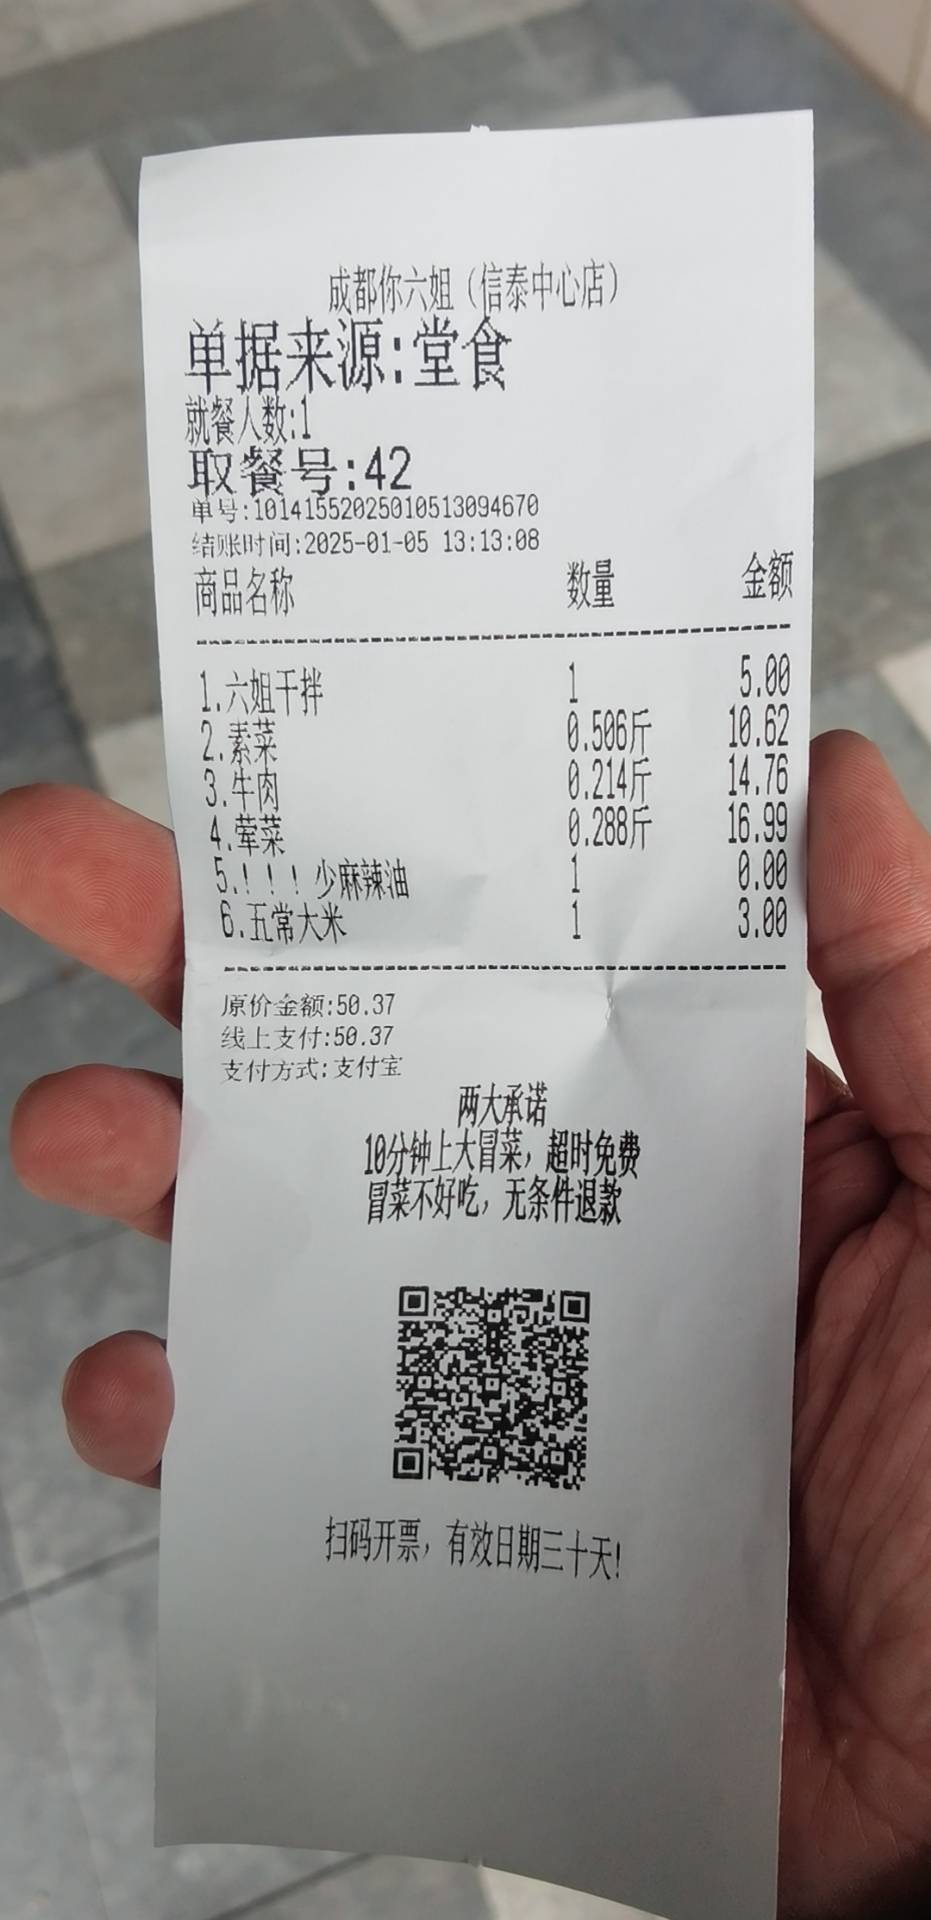 成都你六姐（信泰中心店）
单据来源:堂食
就餐人数:1
取餐号:42
单号:10141552025010513094670
结账时间:2025-01-05 13:13:08
商品名称 数量 金额
1.六姐干拌 1 5.00
2.素菜 0.506斤 10.62
3.牛肉 0.214斤 14.76
4.荤菜 0.288斤 16.99
5.！！！少麻辣油 1 0.00
6.五常大米 1 3.00
原价金额:50.37
线上支付:50.37
支付方式:支付宝
两大承诺
10分钟上大冒菜，超时免费
冒菜不好吃，无条件退款
扫码开票，有效日期三十天!